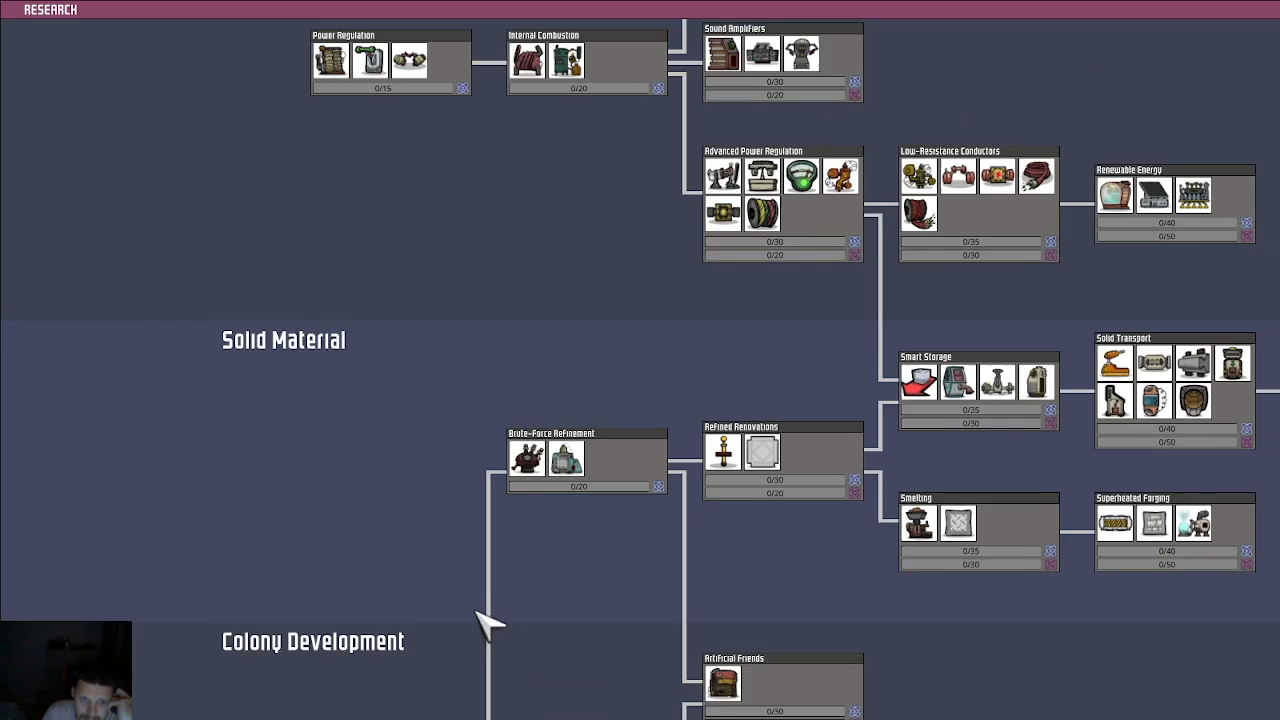 RESEARCH
Power Regulation
0/15
Internal Combustion
0/20
Sound Amplifiers
0/30
0/20
Advanced Power Regulation
0/30
0/20
Low-Resistance Conductors
0/35
0/30
Renewable Energy
0/40
0/50
Solid Material
Smart Storage
0/35
0/30
Solid Transport
0/40
0/50
Brute-Force Refinement
0/20
Refined Renovations
0/30
0/20
Smelting
0/35
0/30
Superheated Forging
0/40
0/50
Colony Development
Artificial Friends
0/30